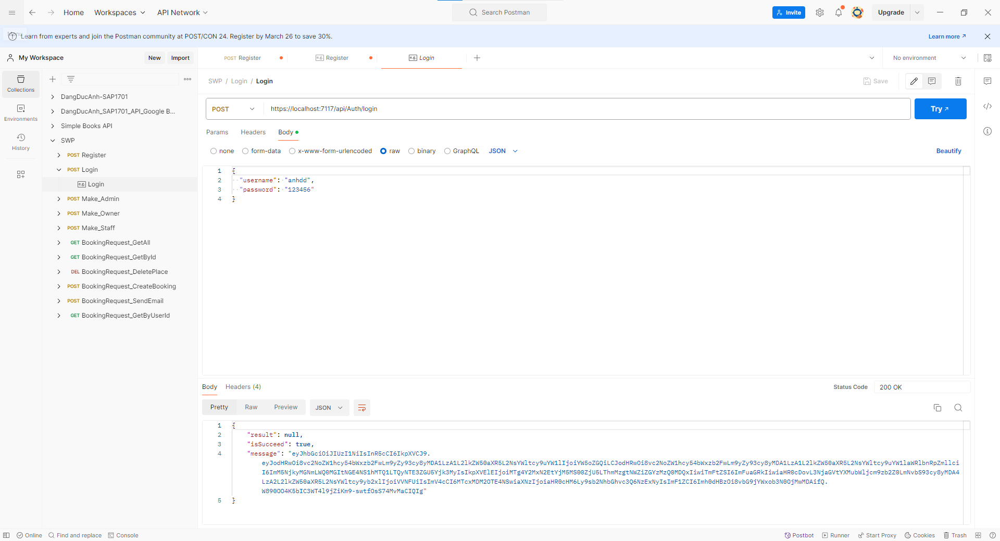 Home Workspaces API Network Search Postman Invite Upgrade
Menu
Learn from experts and join the Postman community at POST/CON 24. Register by March 26 to save 30%. Learn more ↗
My Workspace New Import
POST Register e.g. Register e.g. Login No environment
Collections
Environments
History
DangDucAnh-SAP1701
DangDucAnh_SAP1701_API_Google B...
Simple Books API
SWP
POST Register
POST Login
e.g. Login
POST Make_Admin
POST Make_Owner
POST Make_Staff
GET BookingRequest_GetAll
GET BookingRequest_GetById
DEL BookingRequest_DeletePlace
POST BookingRequest_CreateBooking
POST BookingRequest_SendEmail
GET BookingRequest_GetByUserId
SWP / Login / Login Save
POST https://localhost:7117/api/Auth/login Try ↗
Params Headers Body
none form-data x-www-form-urlencoded raw binary GraphQL JSON Beautify
1 {
2 "username": "anhdd",
3 "password": "123456"
4 }
Body Headers (4) Status Code 200 OK
Pretty Raw Preview JSON
1 {
2 "result": null,
3 "isSucceed": true,
4 "message": "eyJhbGciOiJIUzI1NiIsInR5cCI6IkpXVCJ9.
5 }
Online Find and replace Console Postbot Runner Start Proxy Cookies Trash